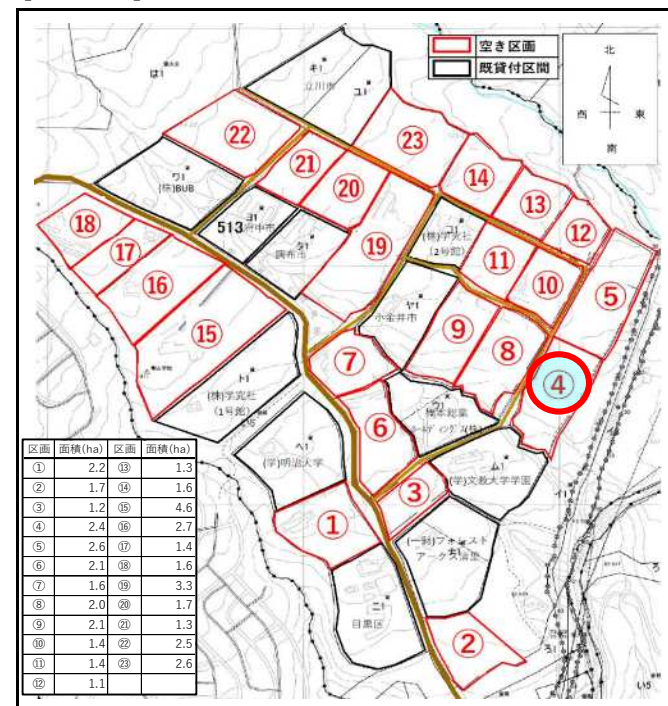 空き区画
既貸付区間
北
西 東
南
は1
キ1
立川市
ユ1
㉓
㉒
ワ1
(株)BUB
㉑
⑳
⑭
⑬
⑫
⑱
⑰
⑯
⑮
513
ヨ1
府中市
タ1
調布市
⑲
(株)学究社
(2号館)
⑪
⑩
⑤
ヤ1
小金井市
⑨
⑧
④
⑦
ト1
(株)学究社
(1号館)
⑥
ヘ1
(学)明治大学
ム1
(学)文教大学学園
③
①
(一財)フォレスト
アークス清里
ニ1
目黒区
②
イ1
ろ1
い5
区画 面積(ha) 区画 面積(ha)
① 2.2 ⑬ 1.3
② 1.7 ⑭ 1.6
③ 1.2 ⑮ 4.6
④ 2.4 ⑯ 2.7
⑤ 2.6 ⑰ 1.4
⑥ 2.1 ⑱ 1.6
⑦ 1.6 ⑲ 3.3
⑧ 2.0 ⑳ 1.7
⑨ 2.1 ㉑ 1.3
⑩ 1.4 ㉒ 2.5
⑪ 1.4 ㉓ 2.6
⑫ 1.1